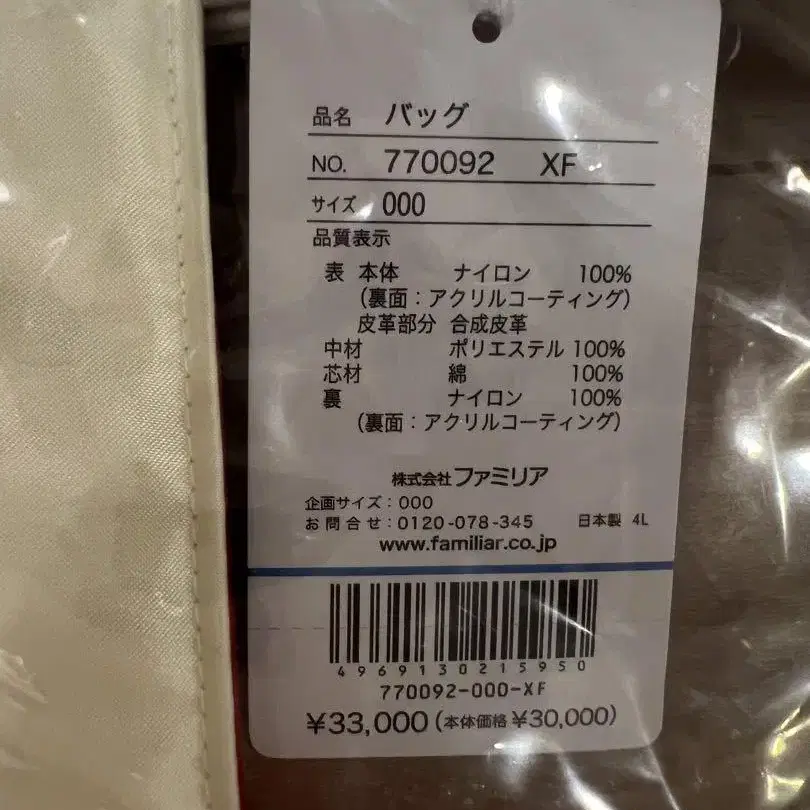 品名 バッグ
NO. 770092 XF
サイズ 000
品質表示
表 本体 ナイロン 100%
(裏面：アクリルコーティング)
皮革部分 合成皮革
中材 ポリエステル 100%
芯材 綿 100%
裏 ナイロン 100%
(裏面：アクリルコーティング)
株式会社ファミリア
企画サイズ：000
お問合せ：0120-078-345 日本製 4L
www.familiar.co.jp
4969130215950
770092-000-XF
¥33,000(本体価格 ¥30,000)